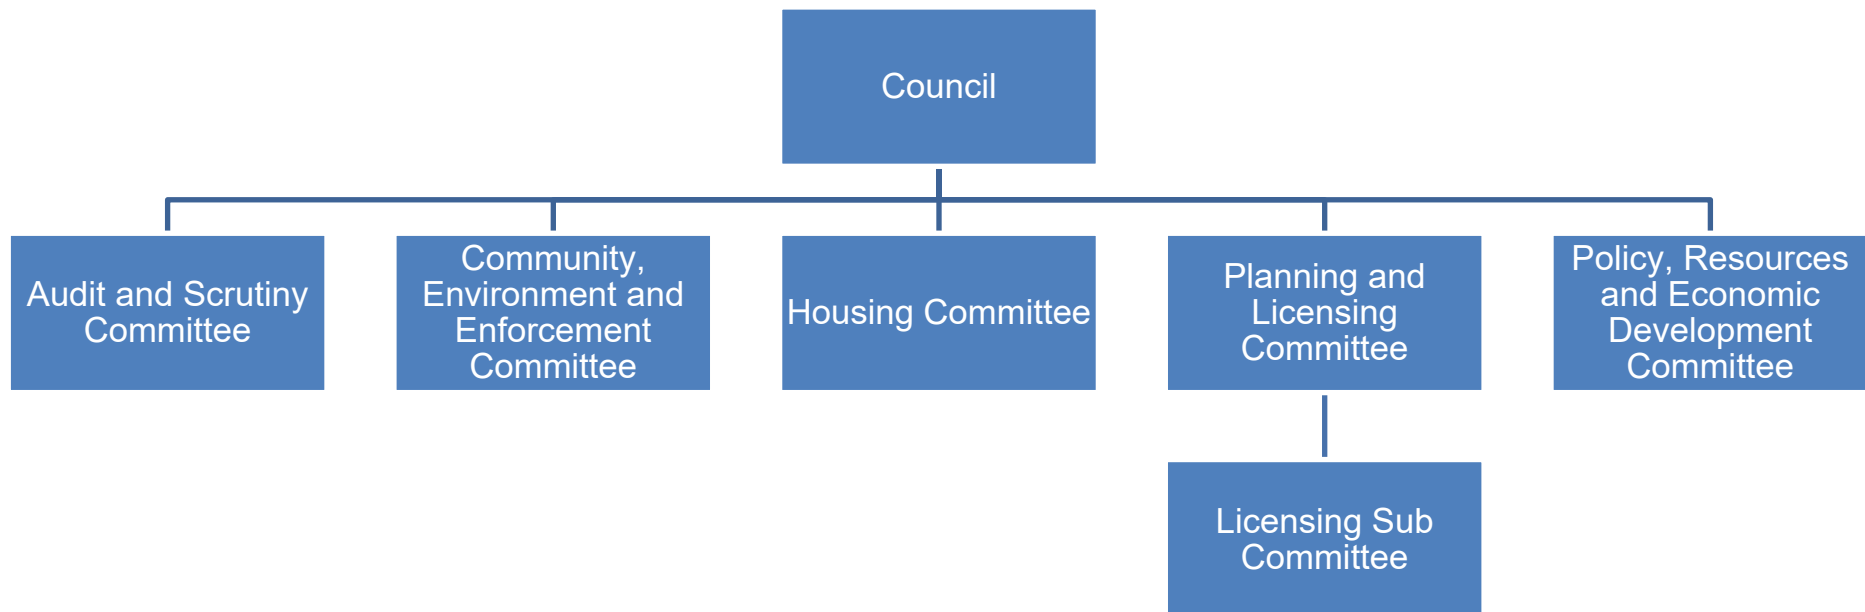 Council
Audit and Scrutiny
Committee
Community,
Environment and
Enforcement
Committee
Housing Committee
Planning and
Licensing
Committee
Policy, Resources
and Economic
Development
Committee
Licensing Sub
Committee